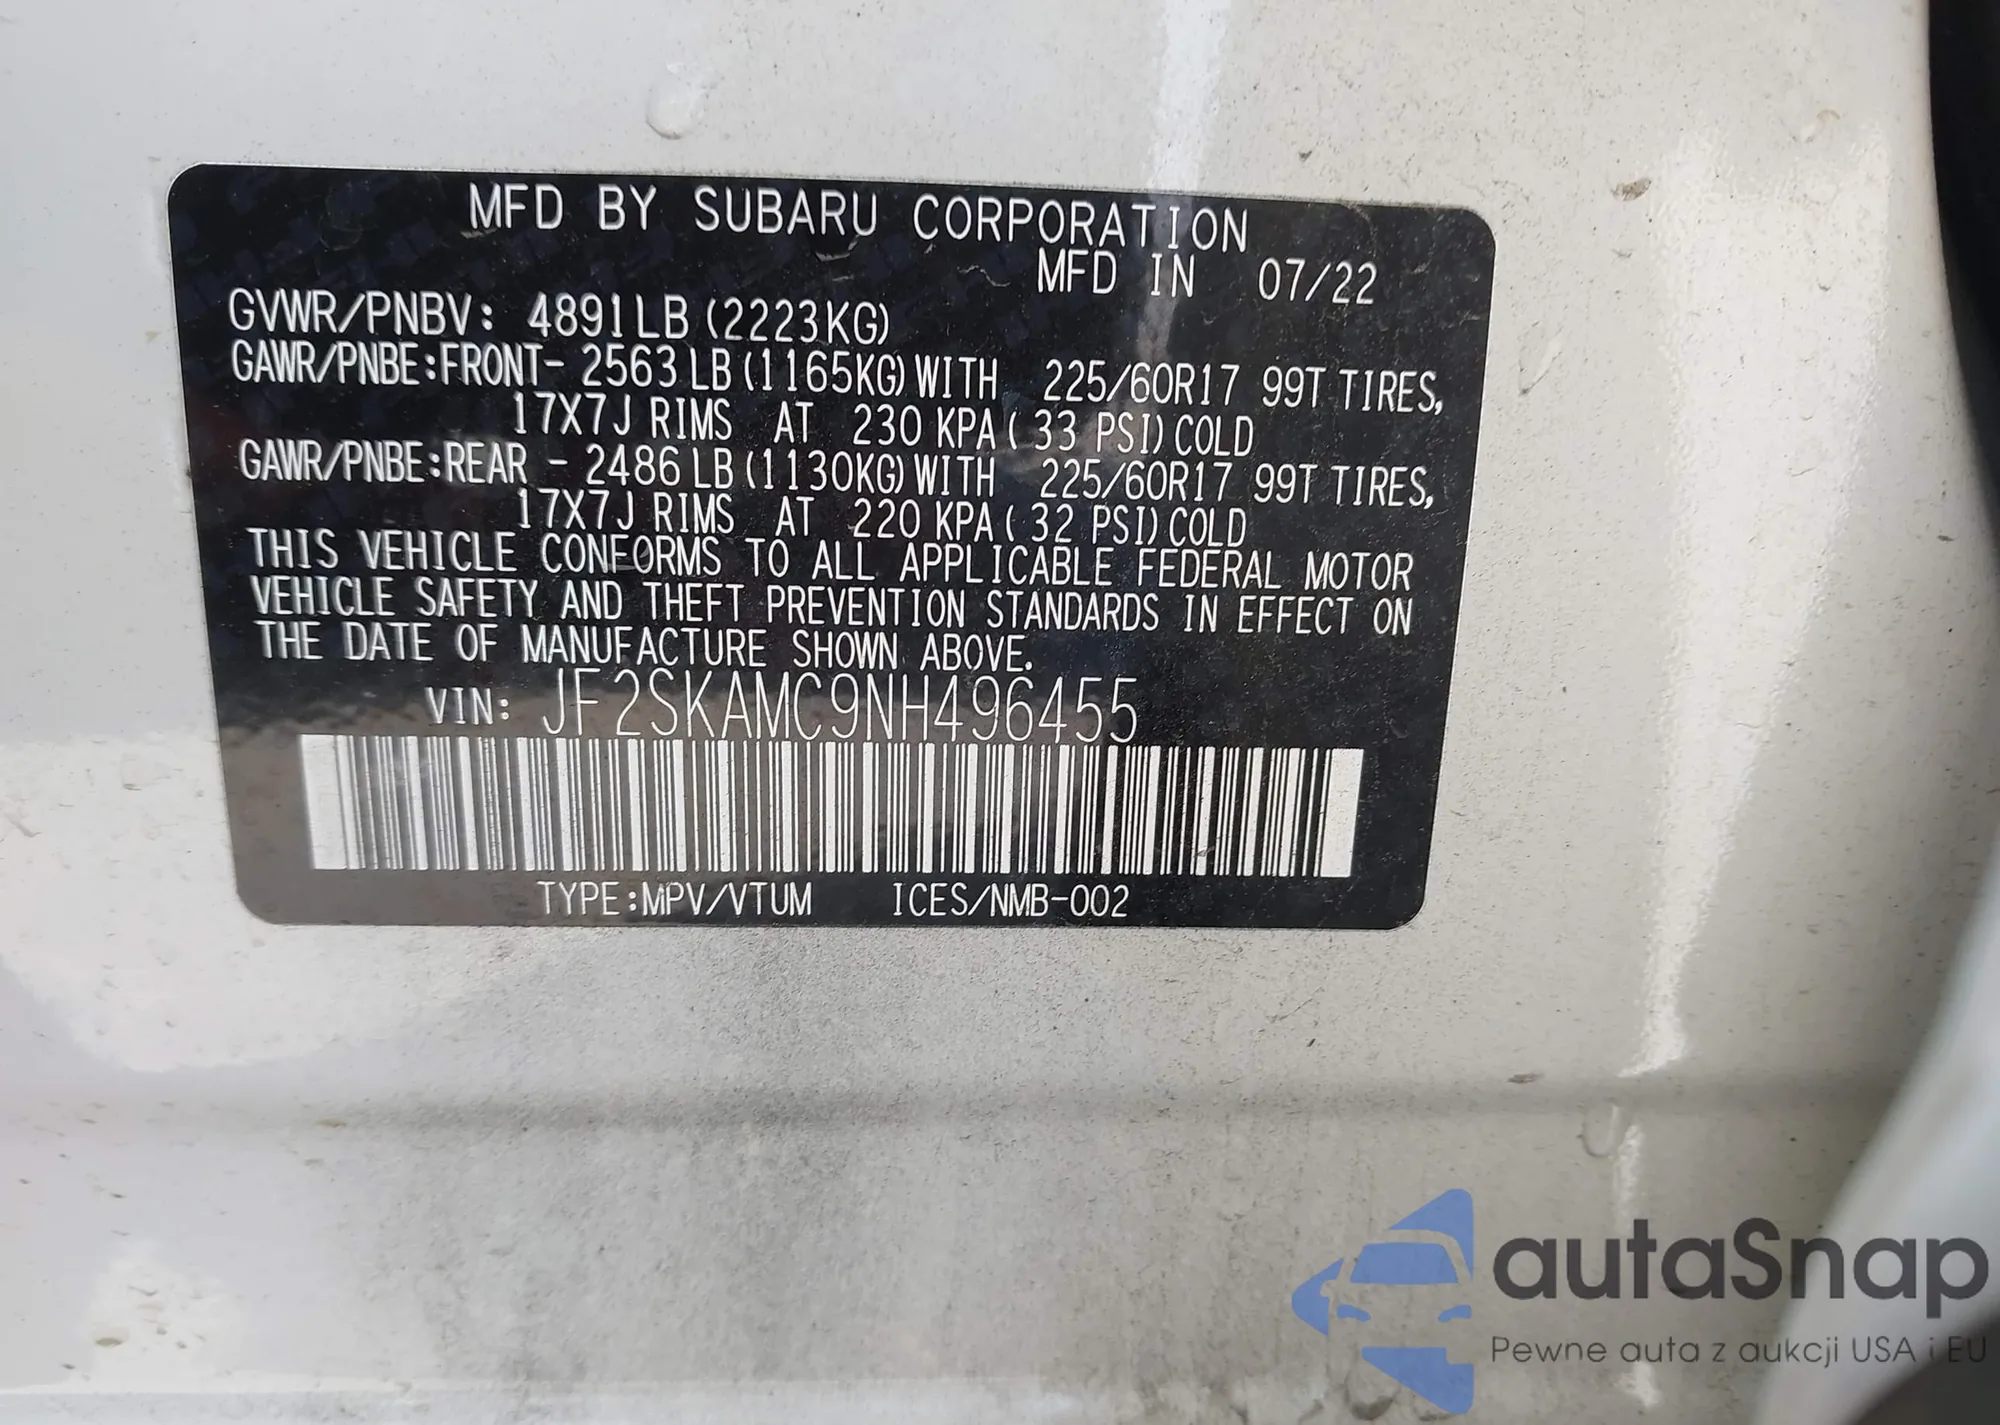 MFD BY SUBARU CORPORATION
MFD IN 07/22
GVWR/PNBV: 4891LB (2223KG)
GAWR/PNBE:FRONT- 2563 LB (1165KG) WITH 225/60R17 99T TIRES,
17X7J RIMS AT 230 KPA ( 33 PSI) COLD
GAWR/PNBE:REAR - 2486 LB (1130KG) WITH 225/60R17 99T TIRES,
17X7J RIMS AT 220 KPA ( 32 PSI) COLD
THIS VEHICLE CONFORMS TO ALL APPLICABLE FEDERAL MOTOR
VEHICLE SAFETY AND THEFT PREVENTION STANDARDS IN EFFECT ON
THE DATE OF MANUFACTURE SHOWN ABOVE.
VIN: JF2SKAMC9NH496455
TYPE:MPV/VTUM ICES/NMB-002
autaSnap
Pewne auta z aukcji USA i EU